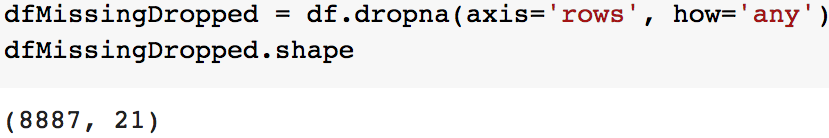 dfMissingDropped = df.dropna(axis='rows', how='any')
dfMissingDropped.shape
(8887, 21)